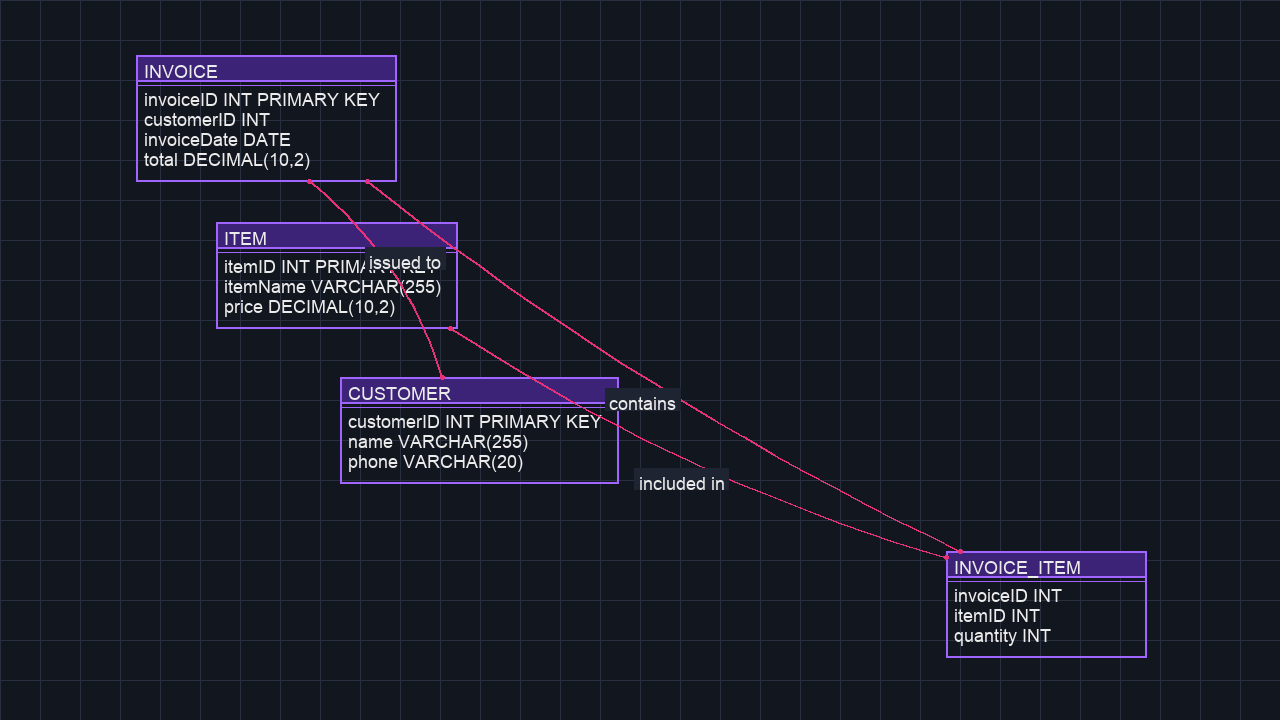 INVOICE
invoiceID INT PRIMARY KEY
customerID INT
invoiceDate DATE
total DECIMAL(10,2)
ITEM
issued to
itemID INT PRIMARY KEY
itemName VARCHAR(255)
price DECIMAL(10,2)
CUSTOMER
customerID INT PRIMARY KEY
name VARCHAR(255)
phone VARCHAR(20)
contains
included in
INVOICE_ITEM
invoiceID INT
itemID INT
quantity INT